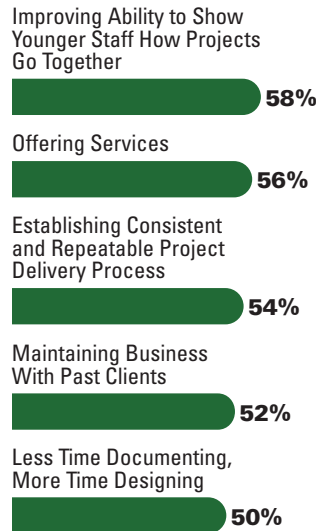 Improving Ability to Show
Younger Staff How Projects
Go Together
58%
Offering Services
56%
Establishing Consistent
and Repeatable Project
Delivery Process
54%
Maintaining Business
With Past Clients
52%
Less Time Documenting,
More Time Designing
50%